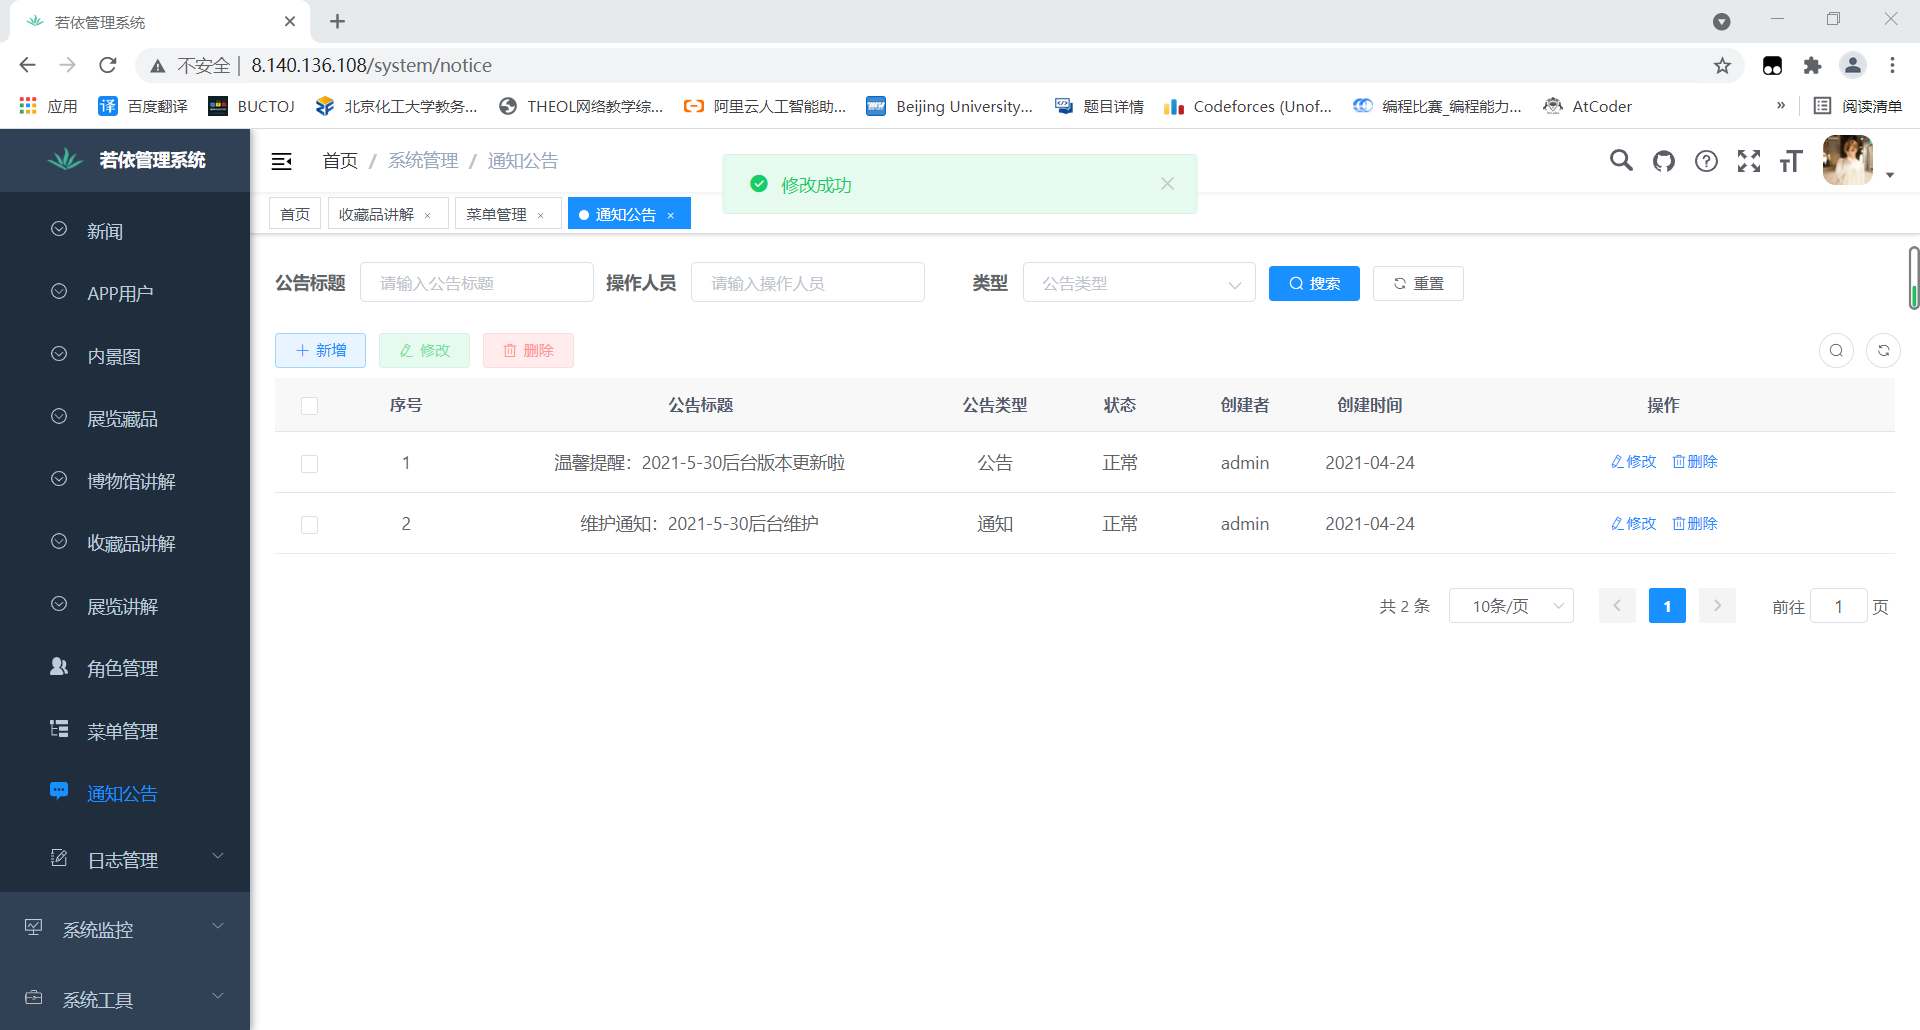 若依管理系统
不安全 | 8.140.136.108/system/notice
应用 百度翻译 BUCTOJ 北京化工大学教务... THEOL网络教学综... 阿里云人工智能助... Beijing University... 题目详情 Codeforces (Unof... 编程比赛_编程能力... AtCoder » 阅读清单
若依管理系统
首页 / 系统管理 / 通知公告
修改成功
首页 收藏品讲解 × 菜单管理 × 通知公告 ×
新闻
APP用户
内景图
展览藏品
博物馆讲解
收藏品讲解
展览讲解
角色管理
菜单管理
通知公告
日志管理
系统监控
系统工具
公告标题 请输入公告标题 操作人员 请输入操作人员 类型 公告类型 搜索 重置
新增 修改 删除
序号 公告标题 公告类型 状态 创建者 创建时间 操作
1 温馨提醒：2021-5-30后台版本更新啦 公告 正常 admin 2021-04-24 修改 删除
2 维护通知：2021-5-30后台维护 通知 正常 admin 2021-04-24 修改 删除
共 2 条 10条/页 1 前往 1 页